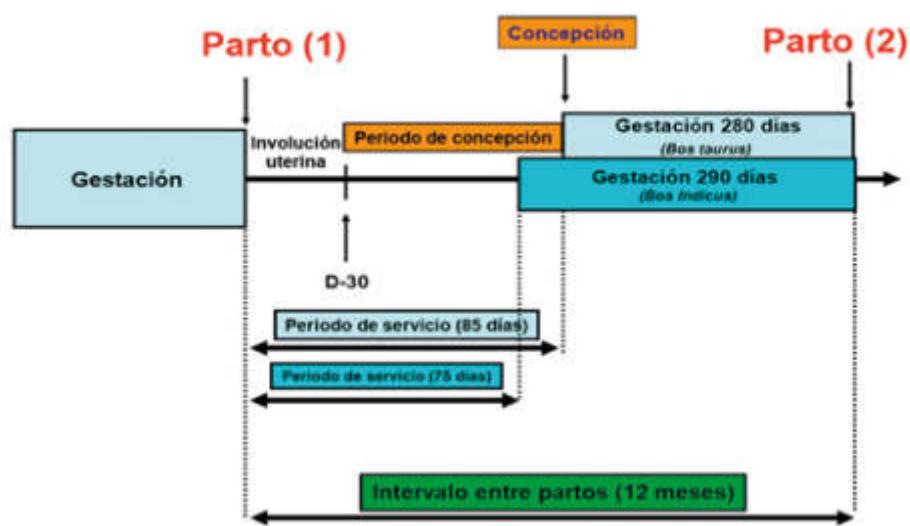 Concepción
Parto (1)
Parto (2)
Gestación
Involución
uterina
Periodo de concepción
Gestación 280 días
(Bos taurus)
Gestación 290 días
(Bos Indicus)
D-30
Periodo de servicio (85 días)
Periodo de servicio (75 días)
Intervalo entre partos (12 meses)